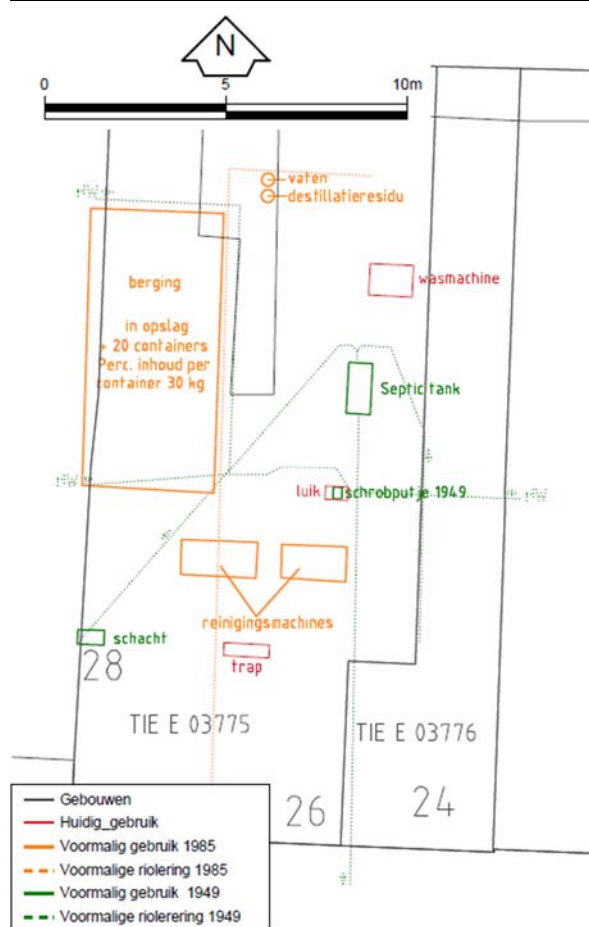 N
0 5 10m
vaten
destillatieresidu
berging
in opslag
+ 20 containers
Perc. inhoud per
container 30 kg
wasmachine
Septic tank
luik
schrobputje 1949
reinigingsmachines
schacht
trap
28
TIE E 03775
TIE E 03776
26
24
Gebouwen
Huidig_gebruik
Voormalig gebruik 1985
Voormalige riolering 1985
Voormalig gebruik 1949
Voormalige riolerering 1949